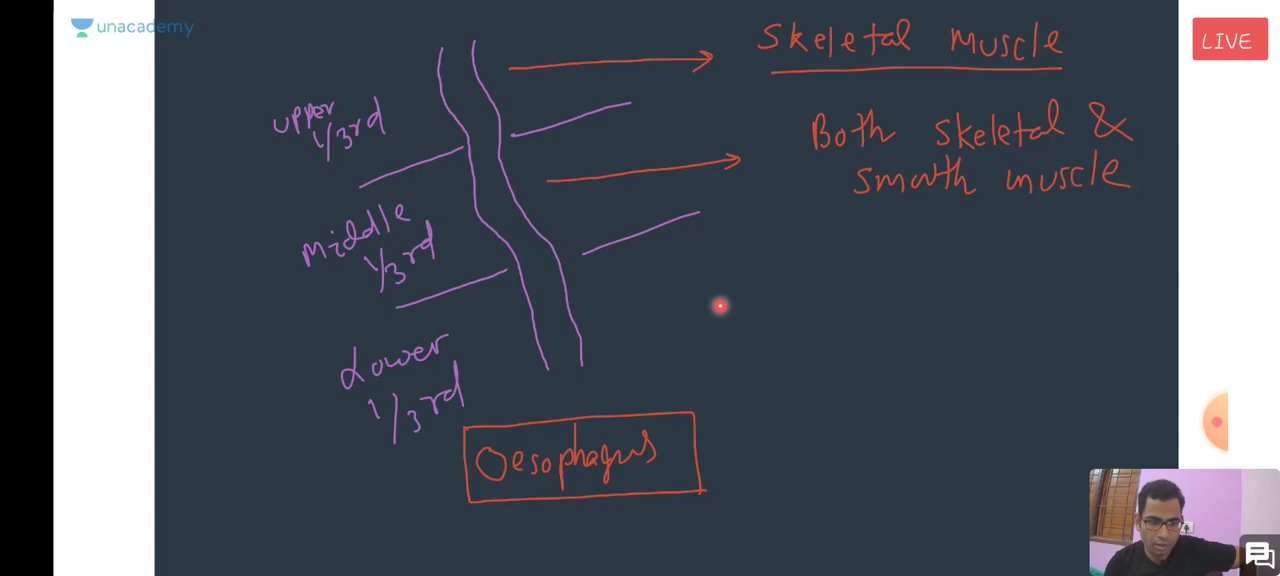 unacademy
LIVE
Skeletal Muscle
upper
1/3rd
Both Skeletal &
Smooth muscle
Middle
1/3rd
Lower
1/3rd
Oesophagus